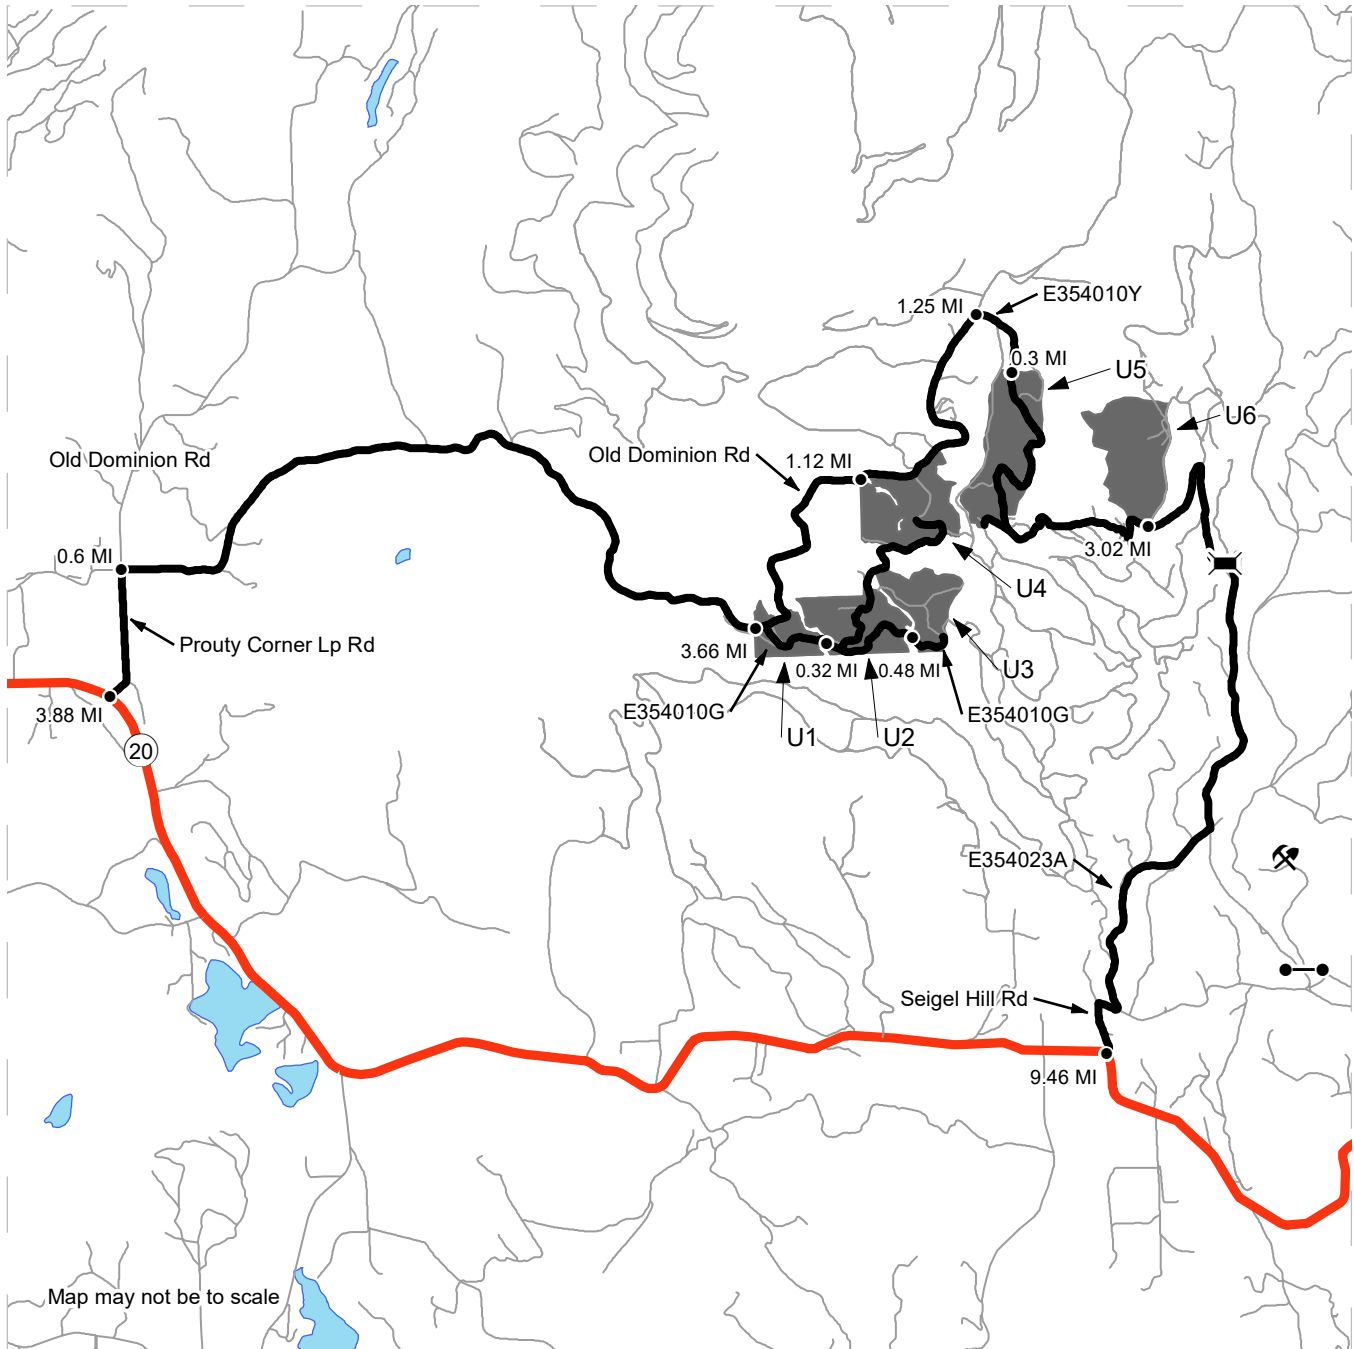 E354010Y
1.25 MI
0.3 MI
U5
U6
Old Dominion Rd
Old Dominion Rd
1.12 MI
0.6 MI
3.02 MI
U4
Prouty Corner Lp Rd
3.66 MI
0.32 MI
0.48 MI
U3
3.88 MI
E354010G
E354010G
U1
U2
20
E354023A
Seigel Hill Rd
9.46 MI
Map may not be to scale